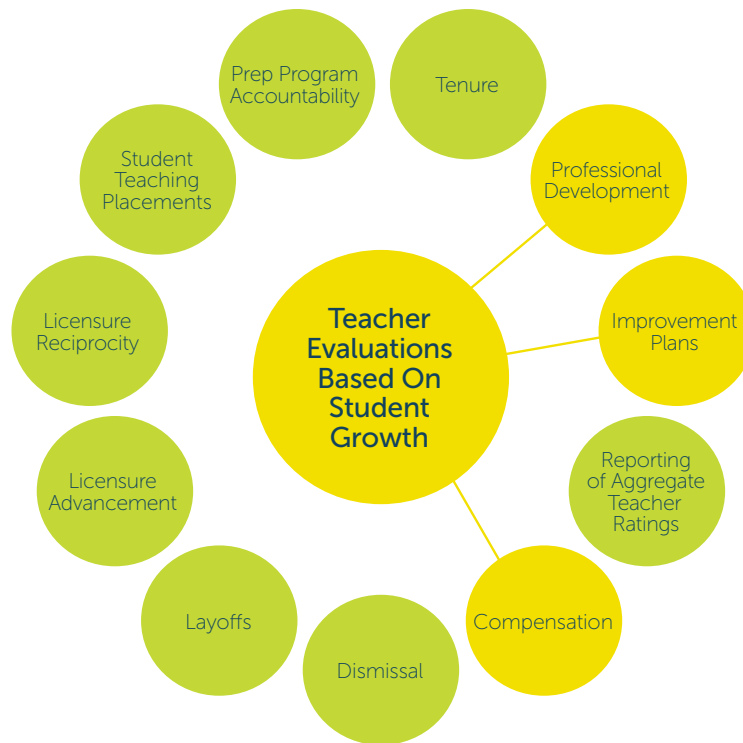 Prep Program
Accountability
Tenure
Student
Teaching
Placements
Professional
Development
Licensure
Reciprocity
Teacher
Evaluations
Based On
Student
Growth
Improvement
Plans
Licensure
Advancement
Reporting
of Aggregate
Teacher
Ratings
Layoffs
Compensation
Dismissal